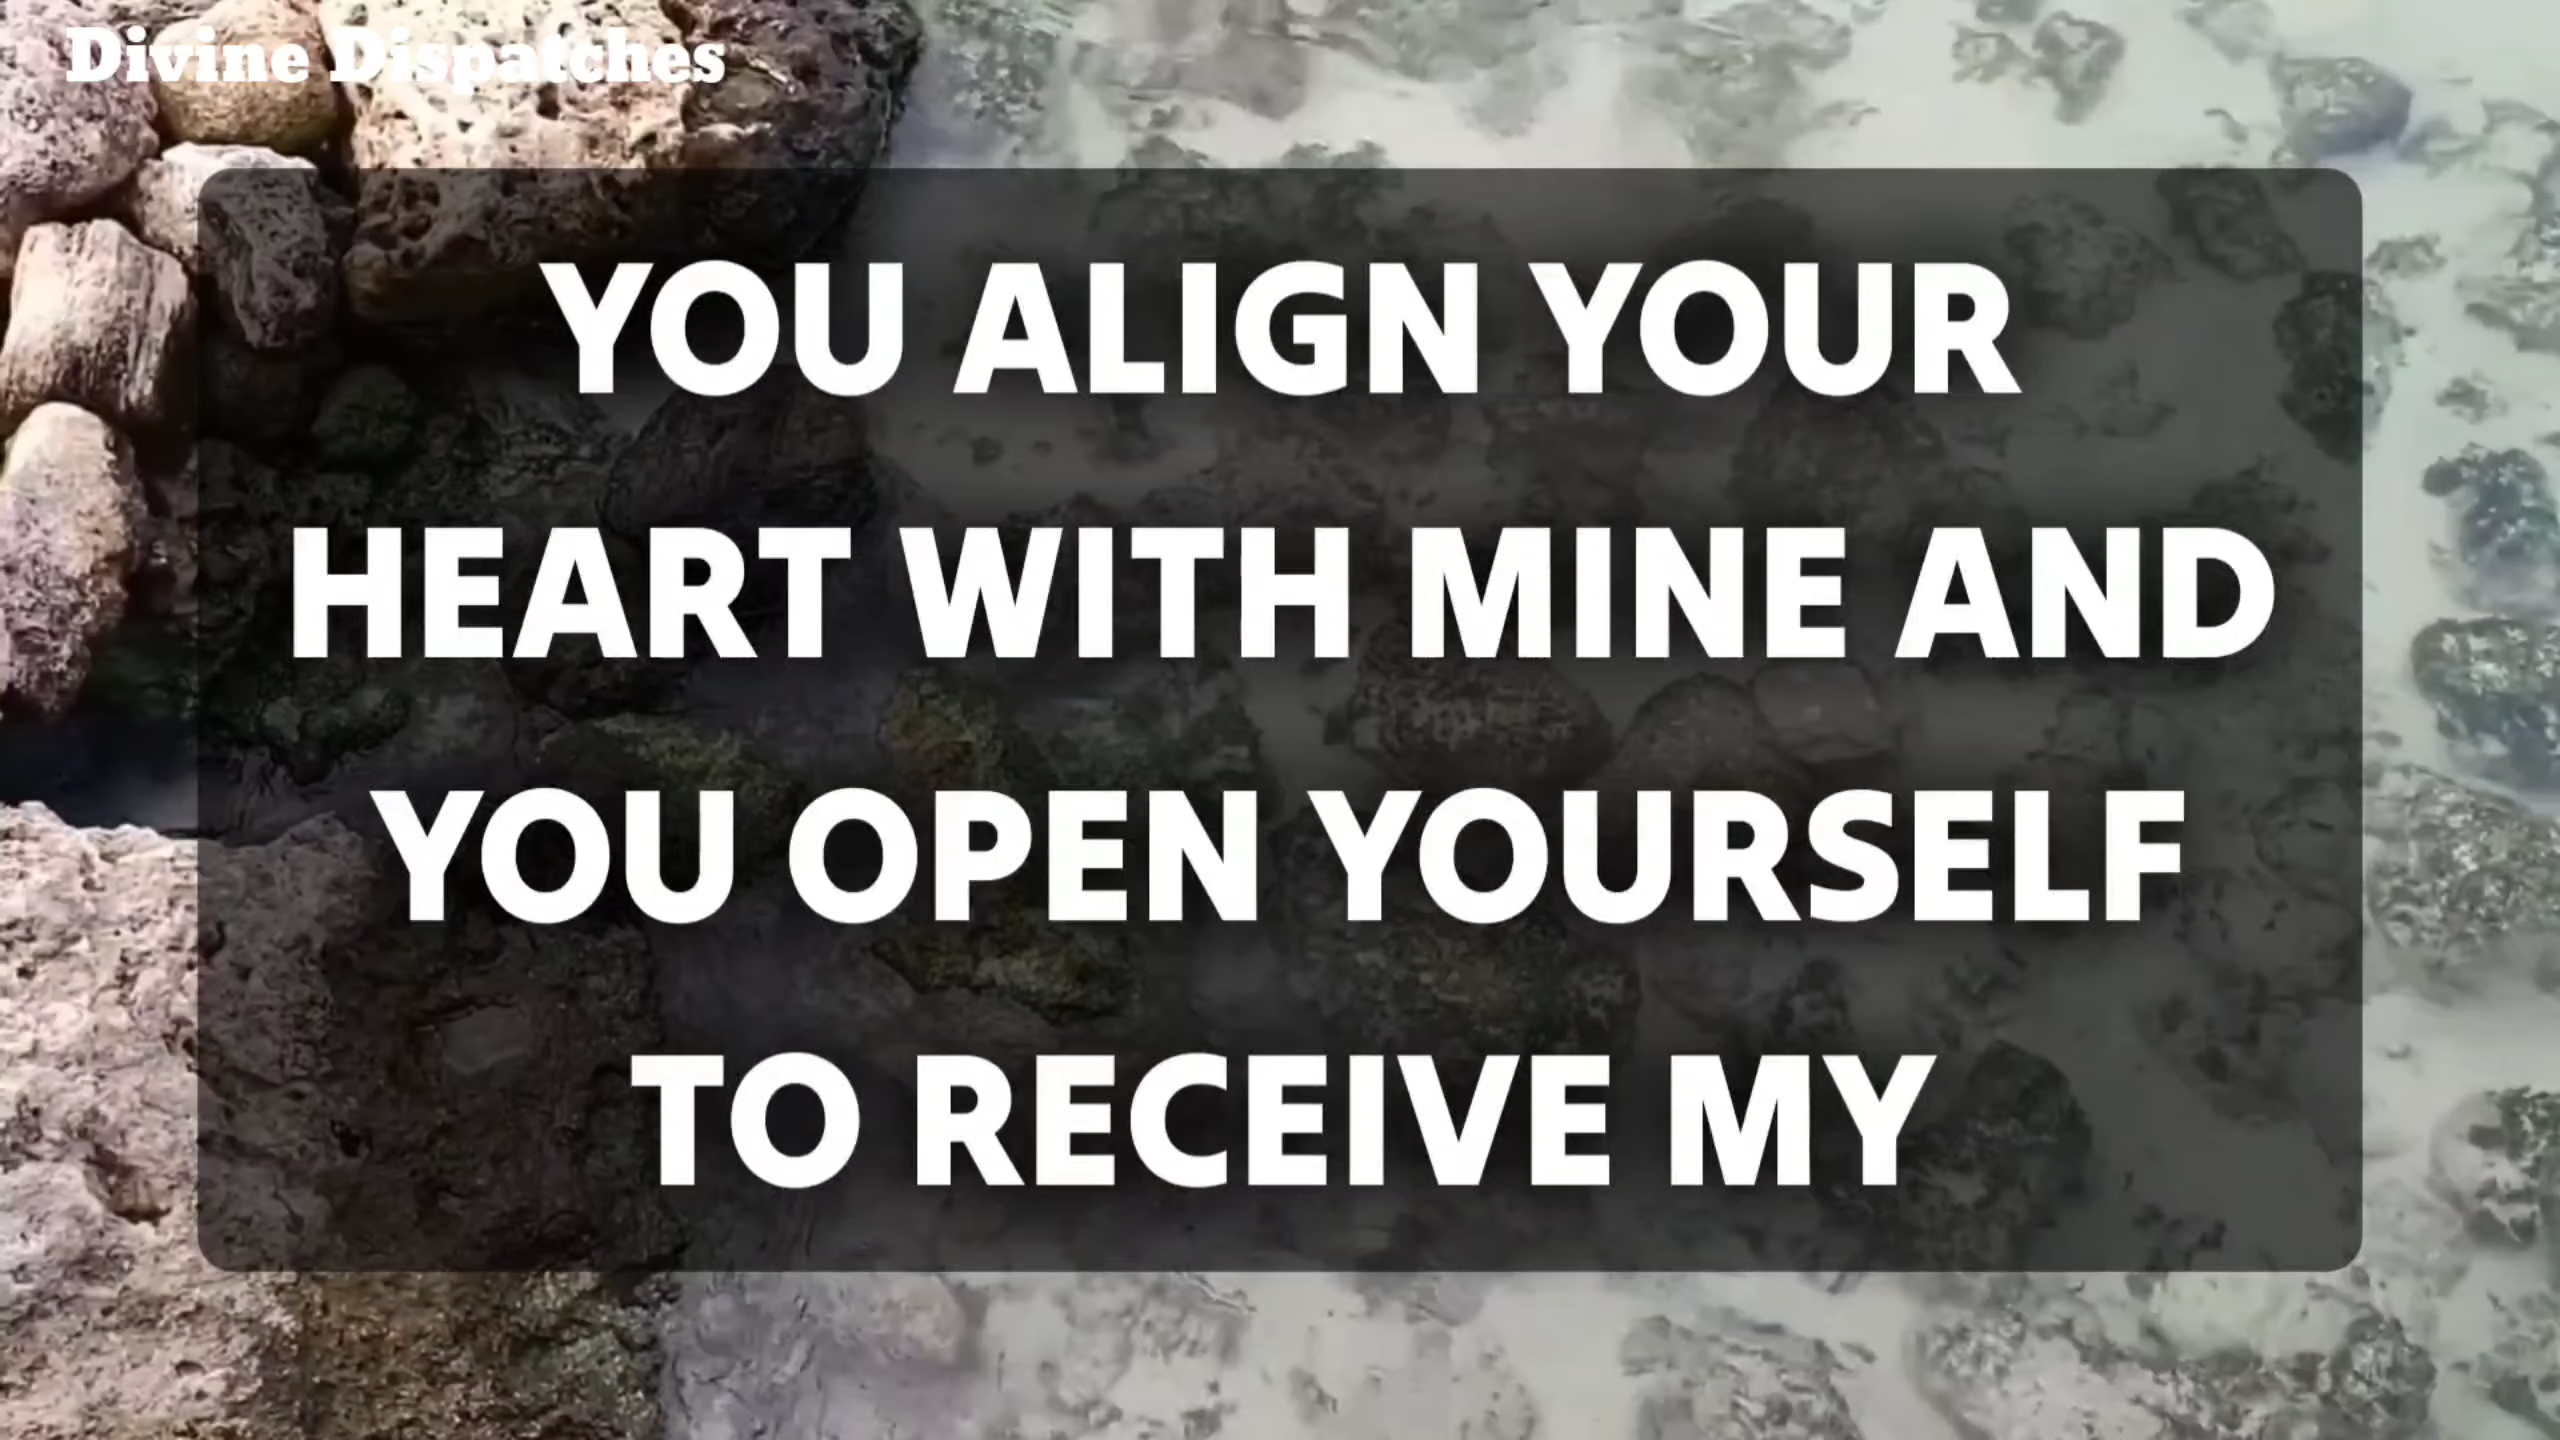 Divine Dispatches
YOU ALIGN YOUR
HEART WITH MINE AND
YOU OPEN YOURSELF
TO RECEIVE MY